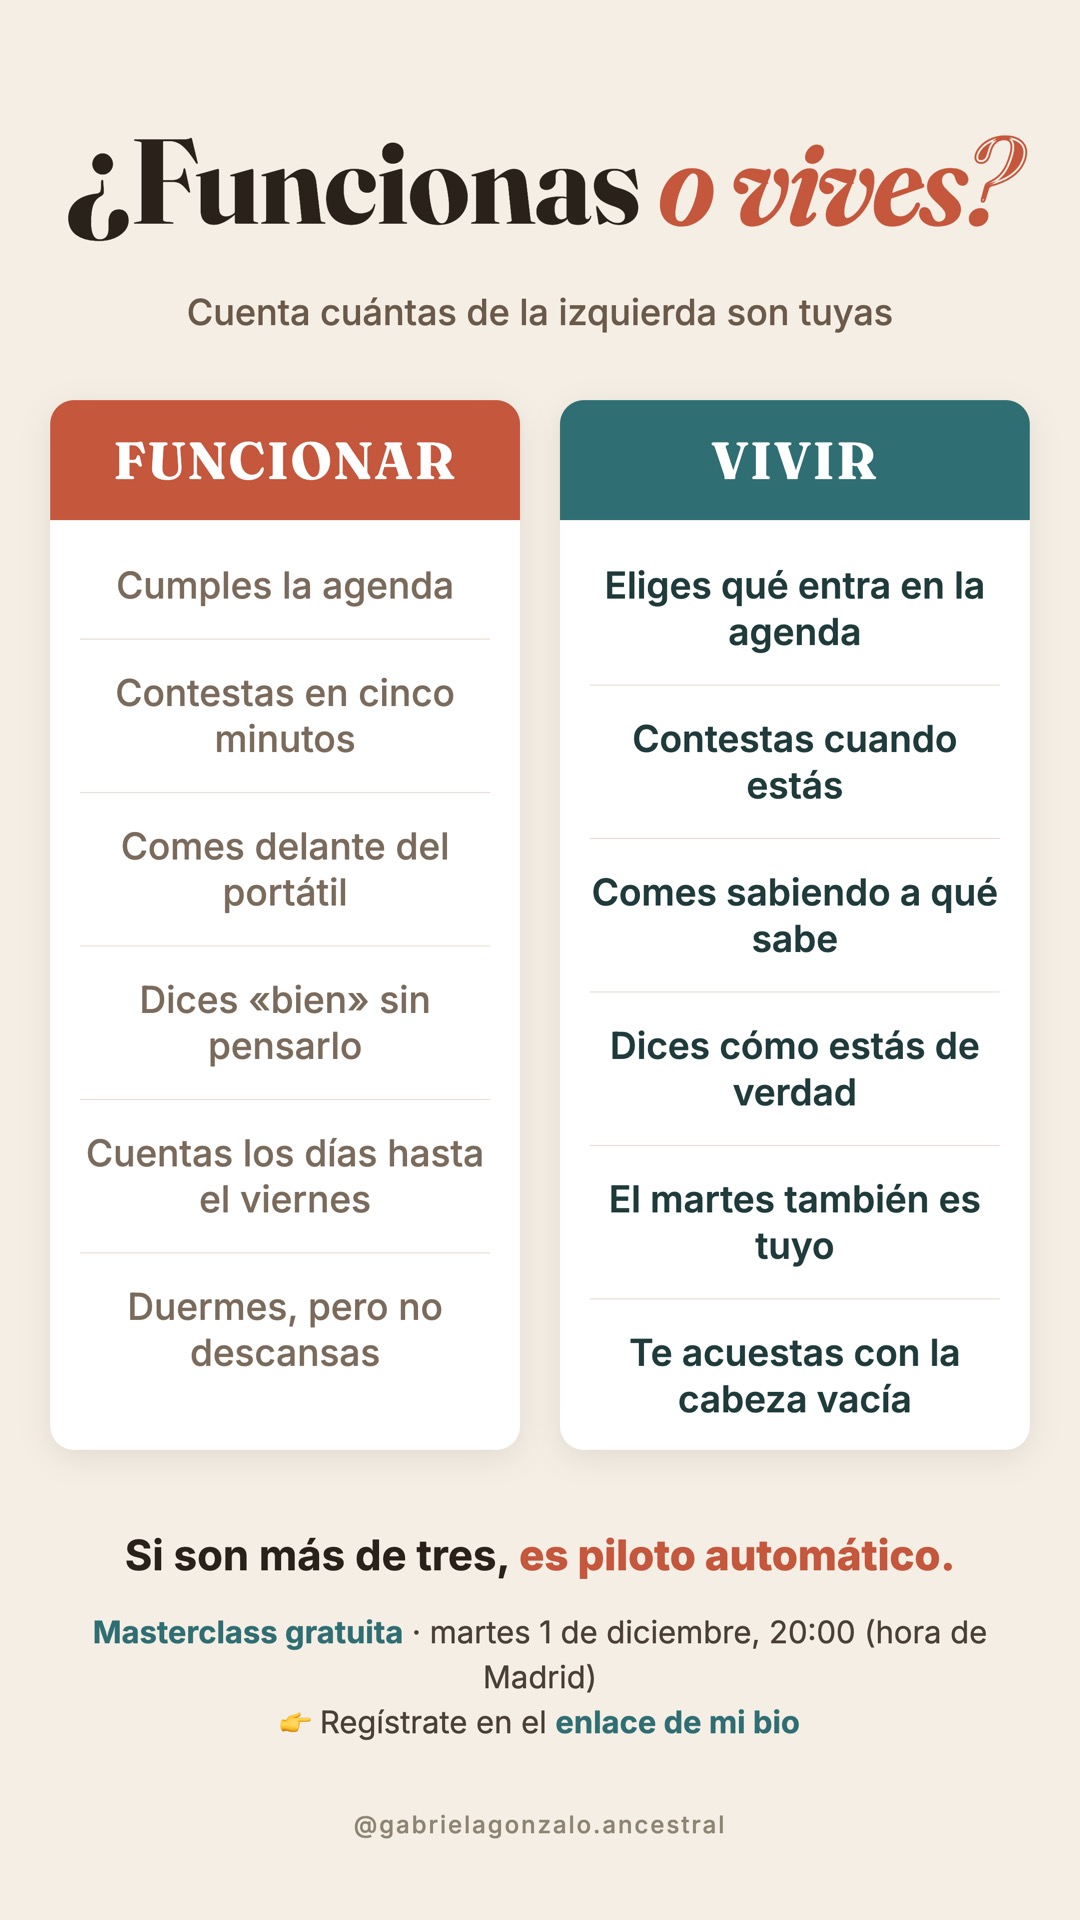 ¿Funcionas o vives?
Cuenta cuántas de la izquierda son tuyas
FUNCIONAR
Cumples la agenda
Contestas en cinco
minutos
Comes delante del
portátil
Dices «bien» sin
pensarlo
Cuentas los días hasta
el viernes
Duermes, pero no
descansas
VIVIR
Eliges qué entra en la
agenda
Contestas cuando
estás
Comes sabiendo a qué
sabe
Dices cómo estás de
verdad
El martes también es
tuyo
Te acuestas con la
cabeza vacía
Si son más de tres, es piloto automático.
Masterclass gratuita · martes 1 de diciembre, 20:00 (hora de
Madrid)
👉 Regístrate en el enlace de mi bio
@gabrielagonzalo.ancestral